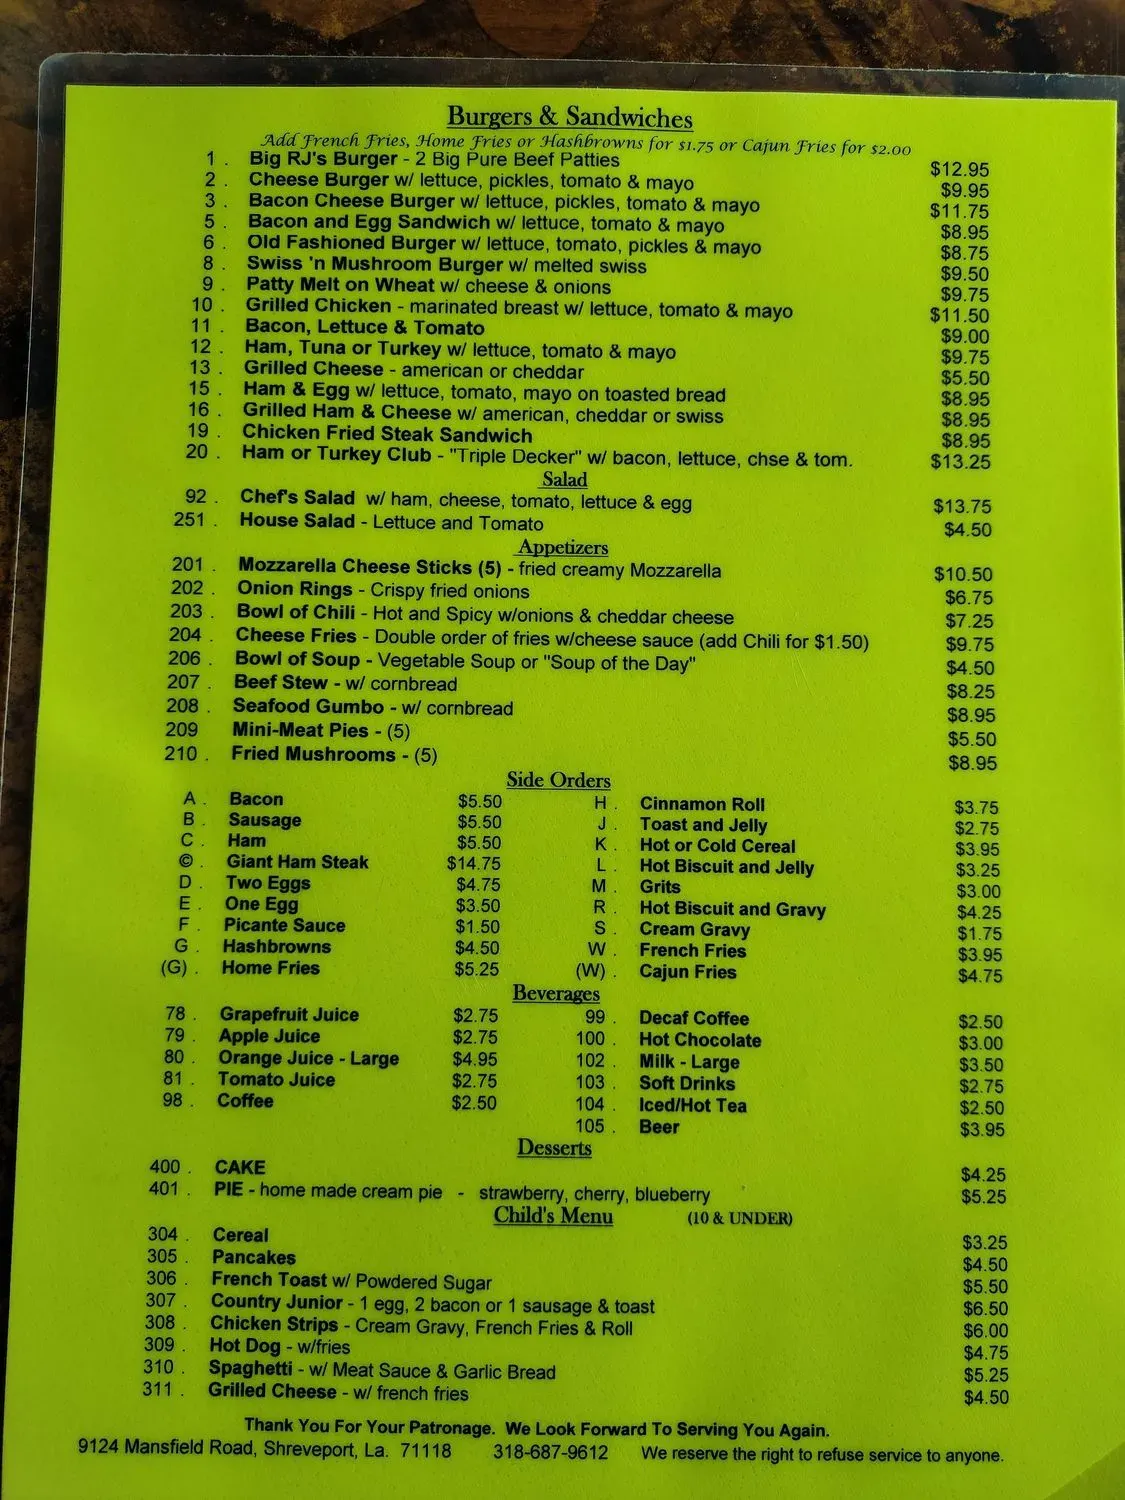 Burgers & Sandwiches
Add French Fries, Home Fries or Hashbrowns for $1.75 or Cajun Fries for $2.00
1 . Big RJ's Burger - 2 Big Pure Beef Patties $12.95
2 . Cheese Burger w/ lettuce, pickles, tomato & mayo $9.95
3 . Bacon Cheese Burger w/ lettuce, pickles, tomato & mayo $11.75
5 . Bacon and Egg Sandwich w/ lettuce, tomato & mayo $8.95
6 . Old Fashioned Burger w/ lettuce, tomato, pickles & mayo $8.75
8 . Swiss 'n Mushroom Burger w/ melted swiss $9.50
9 . Patty Melt on Wheat w/ cheese & onions $9.75
10 . Grilled Chicken - marinated breast w/ lettuce, tomato & mayo $11.50
11 . Bacon, Lettuce & Tomato $9.00
12 . Ham, Tuna or Turkey w/ lettuce, tomato & mayo $9.75
13 . Grilled Cheese - american or cheddar $5.50
15 . Ham & Egg w/ lettuce, tomato, mayo on toasted bread $8.95
16 . Grilled Ham & Cheese w/ american, cheddar or swiss $8.95
19 . Chicken Fried Steak Sandwich $8.95
20 . Ham or Turkey Club - "Triple Decker" w/ bacon, lettuce, chse & tom. $13.25
Salad
92 . Chef's Salad w/ ham, cheese, tomato, lettuce & egg $13.75
251 . House Salad - Lettuce and Tomato $4.50
Appetizers
201 . Mozzarella Cheese Sticks (5) - fried creamy Mozzarella $10.50
202 . Onion Rings - Crispy fried onions $6.75
203 . Bowl of Chili - Hot and Spicy w/onions & cheddar cheese $7.25
204 . Cheese Fries - Double order of fries w/cheese sauce (add Chili for $1.50) $9.75
206 . Bowl of Soup - Vegetable Soup or "Soup of the Day" $4.50
207 . Beef Stew - w/ cornbread $8.25
208 . Seafood Gumbo - w/ cornbread $8.95
209 Mini-Meat Pies - (5) $5.50
210 . Fried Mushrooms - (5) $8.95
Side Orders
A . Bacon $5.50 H . Cinnamon Roll $3.75
B . Sausage $5.50 J . Toast and Jelly $2.75
C . Ham $5.50 K . Hot or Cold Cereal $3.95
© . Giant Ham Steak $14.75 L . Hot Biscuit and Jelly $3.25
D . Two Eggs $4.75 M . Grits $3.00
E . One Egg $3.50 R . Hot Biscuit and Gravy $4.25
F . Picante Sauce $1.50 S . Cream Gravy $1.75
G . Hashbrowns $4.50 W . French Fries $3.95
(G) . Home Fries $5.25 (W) . Cajun Fries $4.75
Beverages
78 . Grapefruit Juice $2.75 99 . Decaf Coffee $2.50
79 . Apple Juice $2.75 100 . Hot Chocolate $3.00
80 . Orange Juice - Large $4.95 102 . Milk - Large $3.50
81 . Tomato Juice $2.75 103 . Soft Drinks $2.75
98 . Coffee $2.50 104 . Iced/Hot Tea $2.50
105 . Beer $3.95
Desserts
400 . CAKE $4.25
401 . PIE - home made cream pie - strawberry, cherry, blueberry $5.25
Child's Menu (10 & UNDER)
304 . Cereal $3.25
305 . Pancakes $4.50
306 . French Toast w/ Powdered Sugar $5.50
307 . Country Junior - 1 egg, 2 bacon or 1 sausage & toast $6.50
308 . Chicken Strips - Cream Gravy, French Fries & Roll $6.00
309 . Hot Dog - w/fries $4.75
310 . Spaghetti - w/ Meat Sauce & Garlic Bread $5.25
311 . Grilled Cheese - w/ french fries $4.50
Thank You For Your Patronage. We Look Forward To Serving You Again.
9124 Mansfield Road, Shreveport, La. 71118 318-687-9612 We reserve the right to refuse service to anyone.